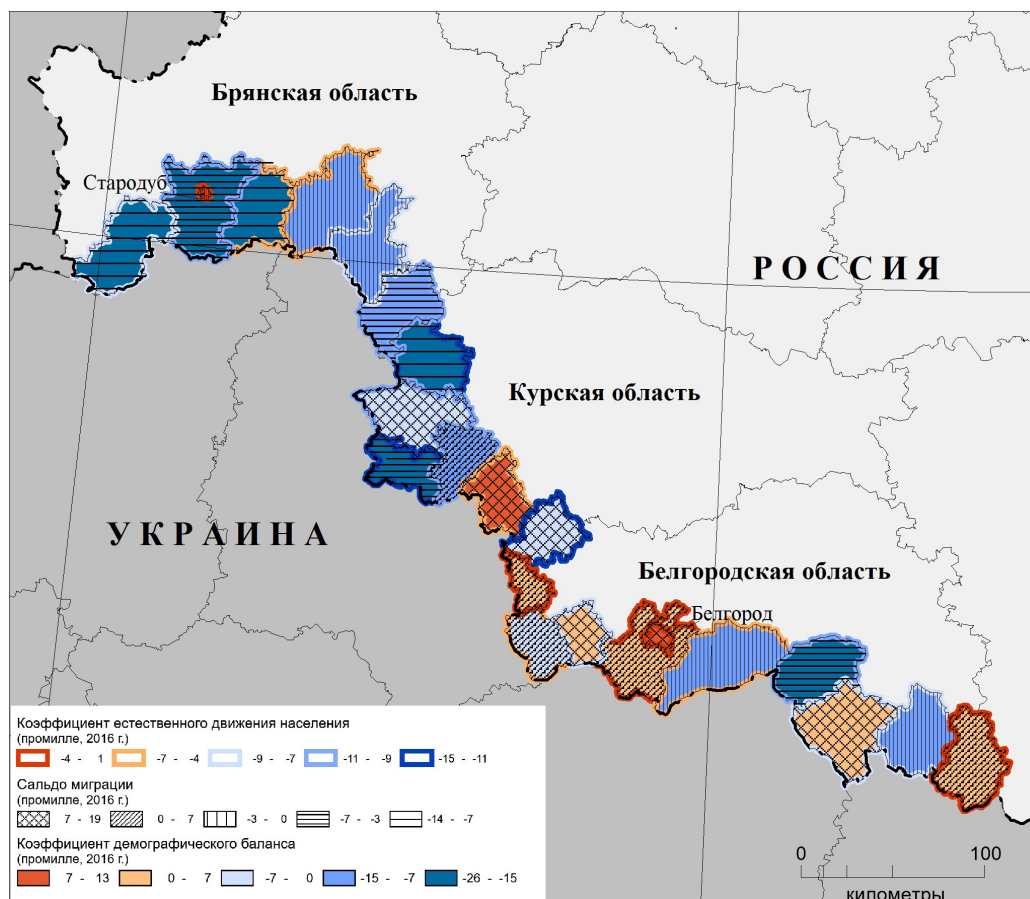 Брянская область
Стародуб
РОССИЯ
Курская область
УКРАИНА
Белгородская область
Белгород
Коэффициент естественного движения населения
(промилле, 2016 г.)
-4 - 1 -7 - -4 -9 - -7 -11 - -9 -15 - -11
Сальдо миграции
(промилле, 2016 г.)
7 - 19 0 - 7 -3 - 0 -7 - -3 -14 - -7
Коэффициент демографического баланса
(промилле, 2016 г.)
7 - 13 0 - 7 -7 - 0 -15 - -7 -26 - -15
0 100
километры